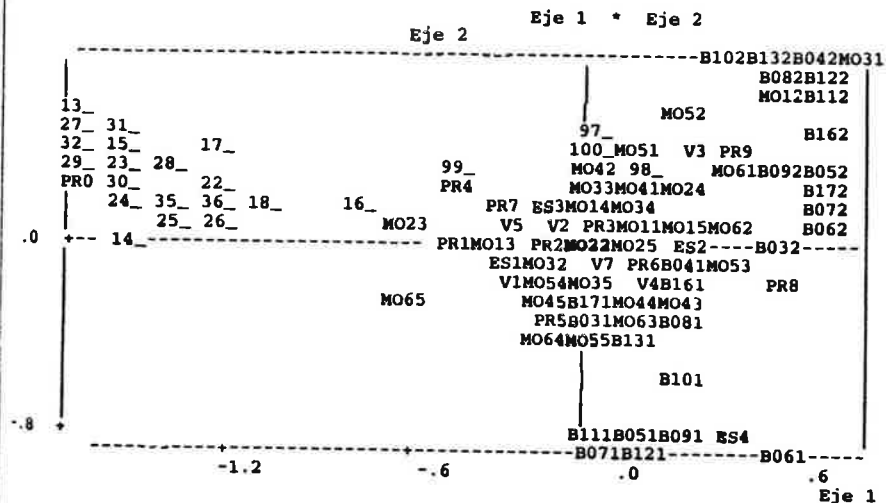 Eje 1 * Eje 2
Eje 2
B102B132B042MO31
B082B122
MO12B112
13_ MO52
27_ 31_ 97_ B162
32_ 15_ 17_ 100_MO51 V3 PR9
29_ 23_ 28_ 99_ MO42 98_ MO61B092B052
PR0 30_ 22_ PR4 MO33MO41MO24 B172
24_ 35_ 36_ 18_ 16_ PR7 ES3MO14MO34 B072
25_ 26_ MO23 V5 V2 PR3MO11MO15MO62 B062
.0 +-- 14_ PR1MO13 PR2MO22MO25 ES2----B032-----
ES1MO32 V7 PR6B041MO53
V1MO54MO35 V4B161 PR8
MO65 MO45B171MO44MO43
PR5B031MO63B081
MO64MO55B131
B101
-.8 +
B111B051B091 ES4
B071B121 B061-----
-1.2 -.6 .0 .6
Eje 1